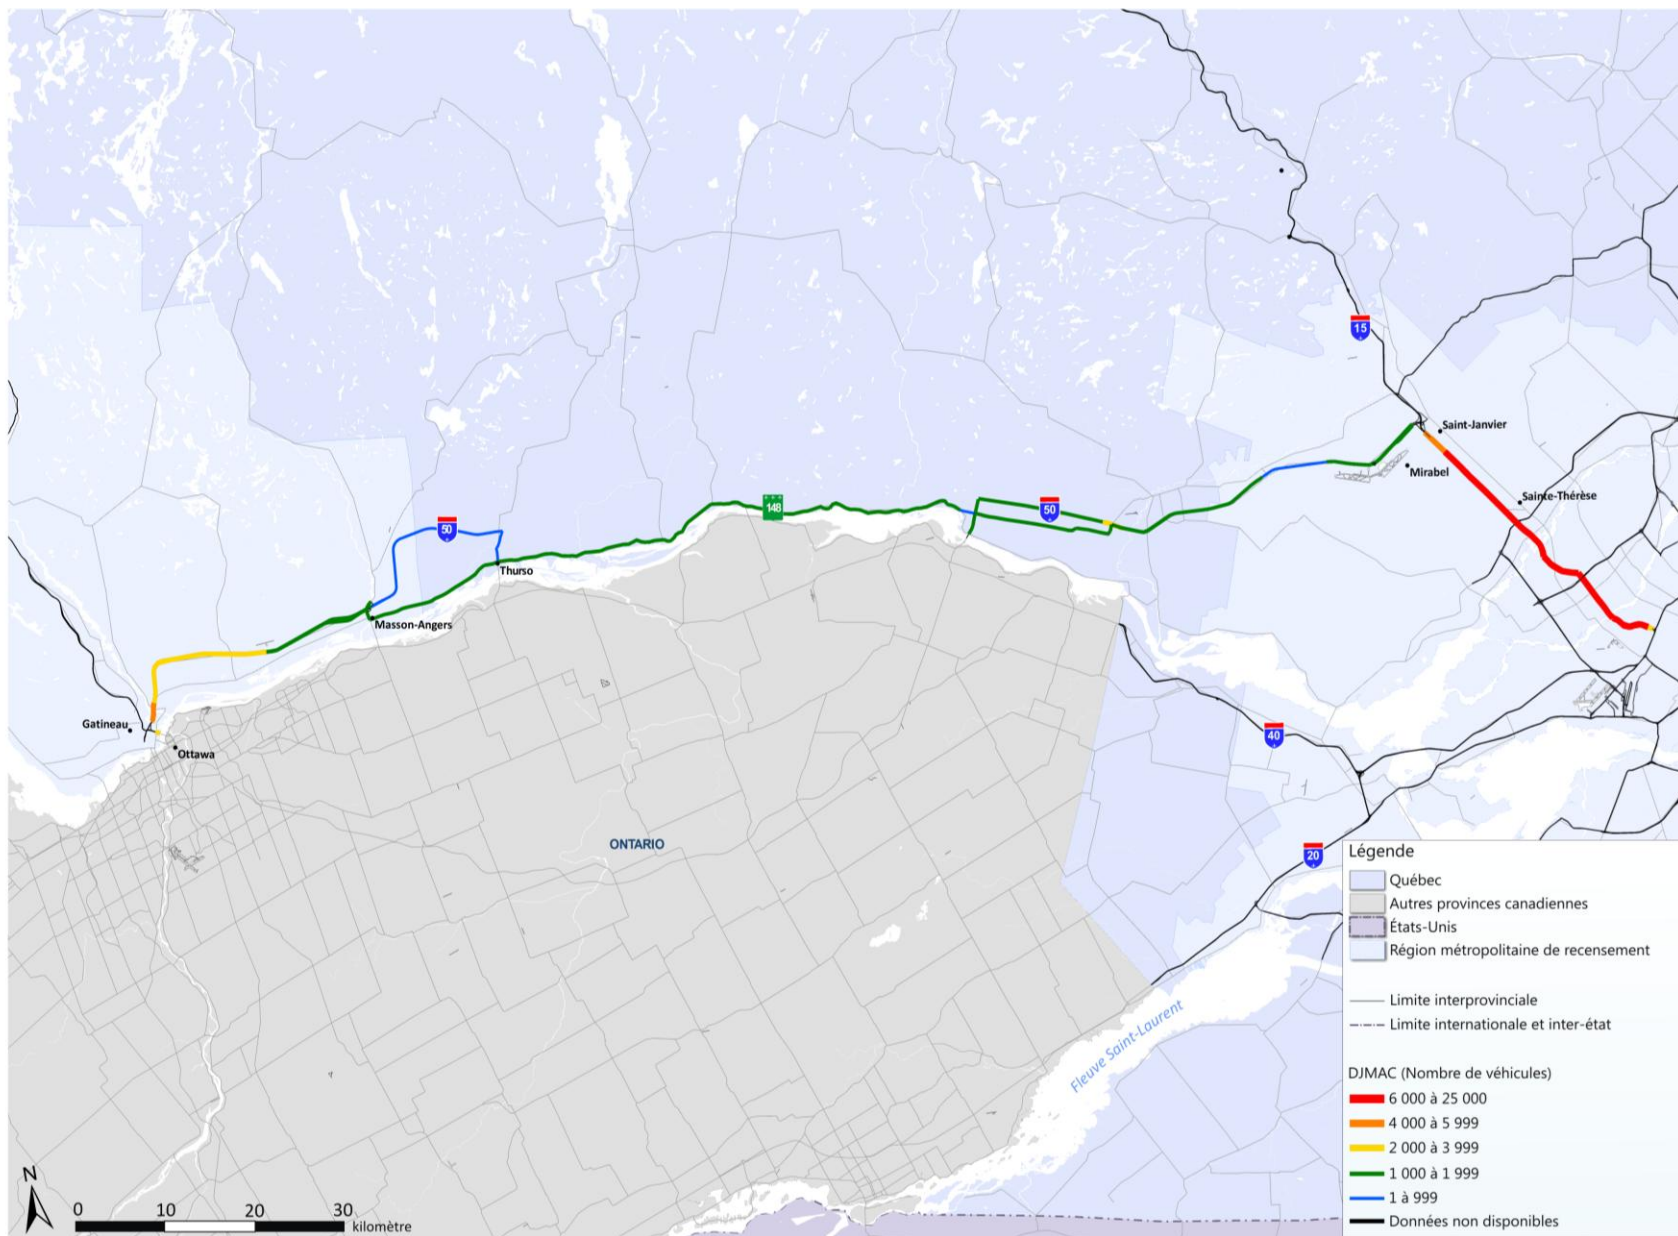 15
Saint-Janvier
Mirabel
Sainte-Thérèse
148
50
50
Thurso
Masson-Angers
Gatineau
Ottawa
40
ONTARIO
20
Fleuve Saint-Laurent
Légende
Québec
Autres provinces canadiennes
États-Unis
Région métropolitaine de recensement
Limite interprovinciale
Limite internationale et inter-état
DJMAC (Nombre de véhicules)
6 000 à 25 000
4 000 à 5 999
2 000 à 3 999
1 000 à 1 999
1 à 999
Données non disponibles
N
0 10 20 30
kilomètre